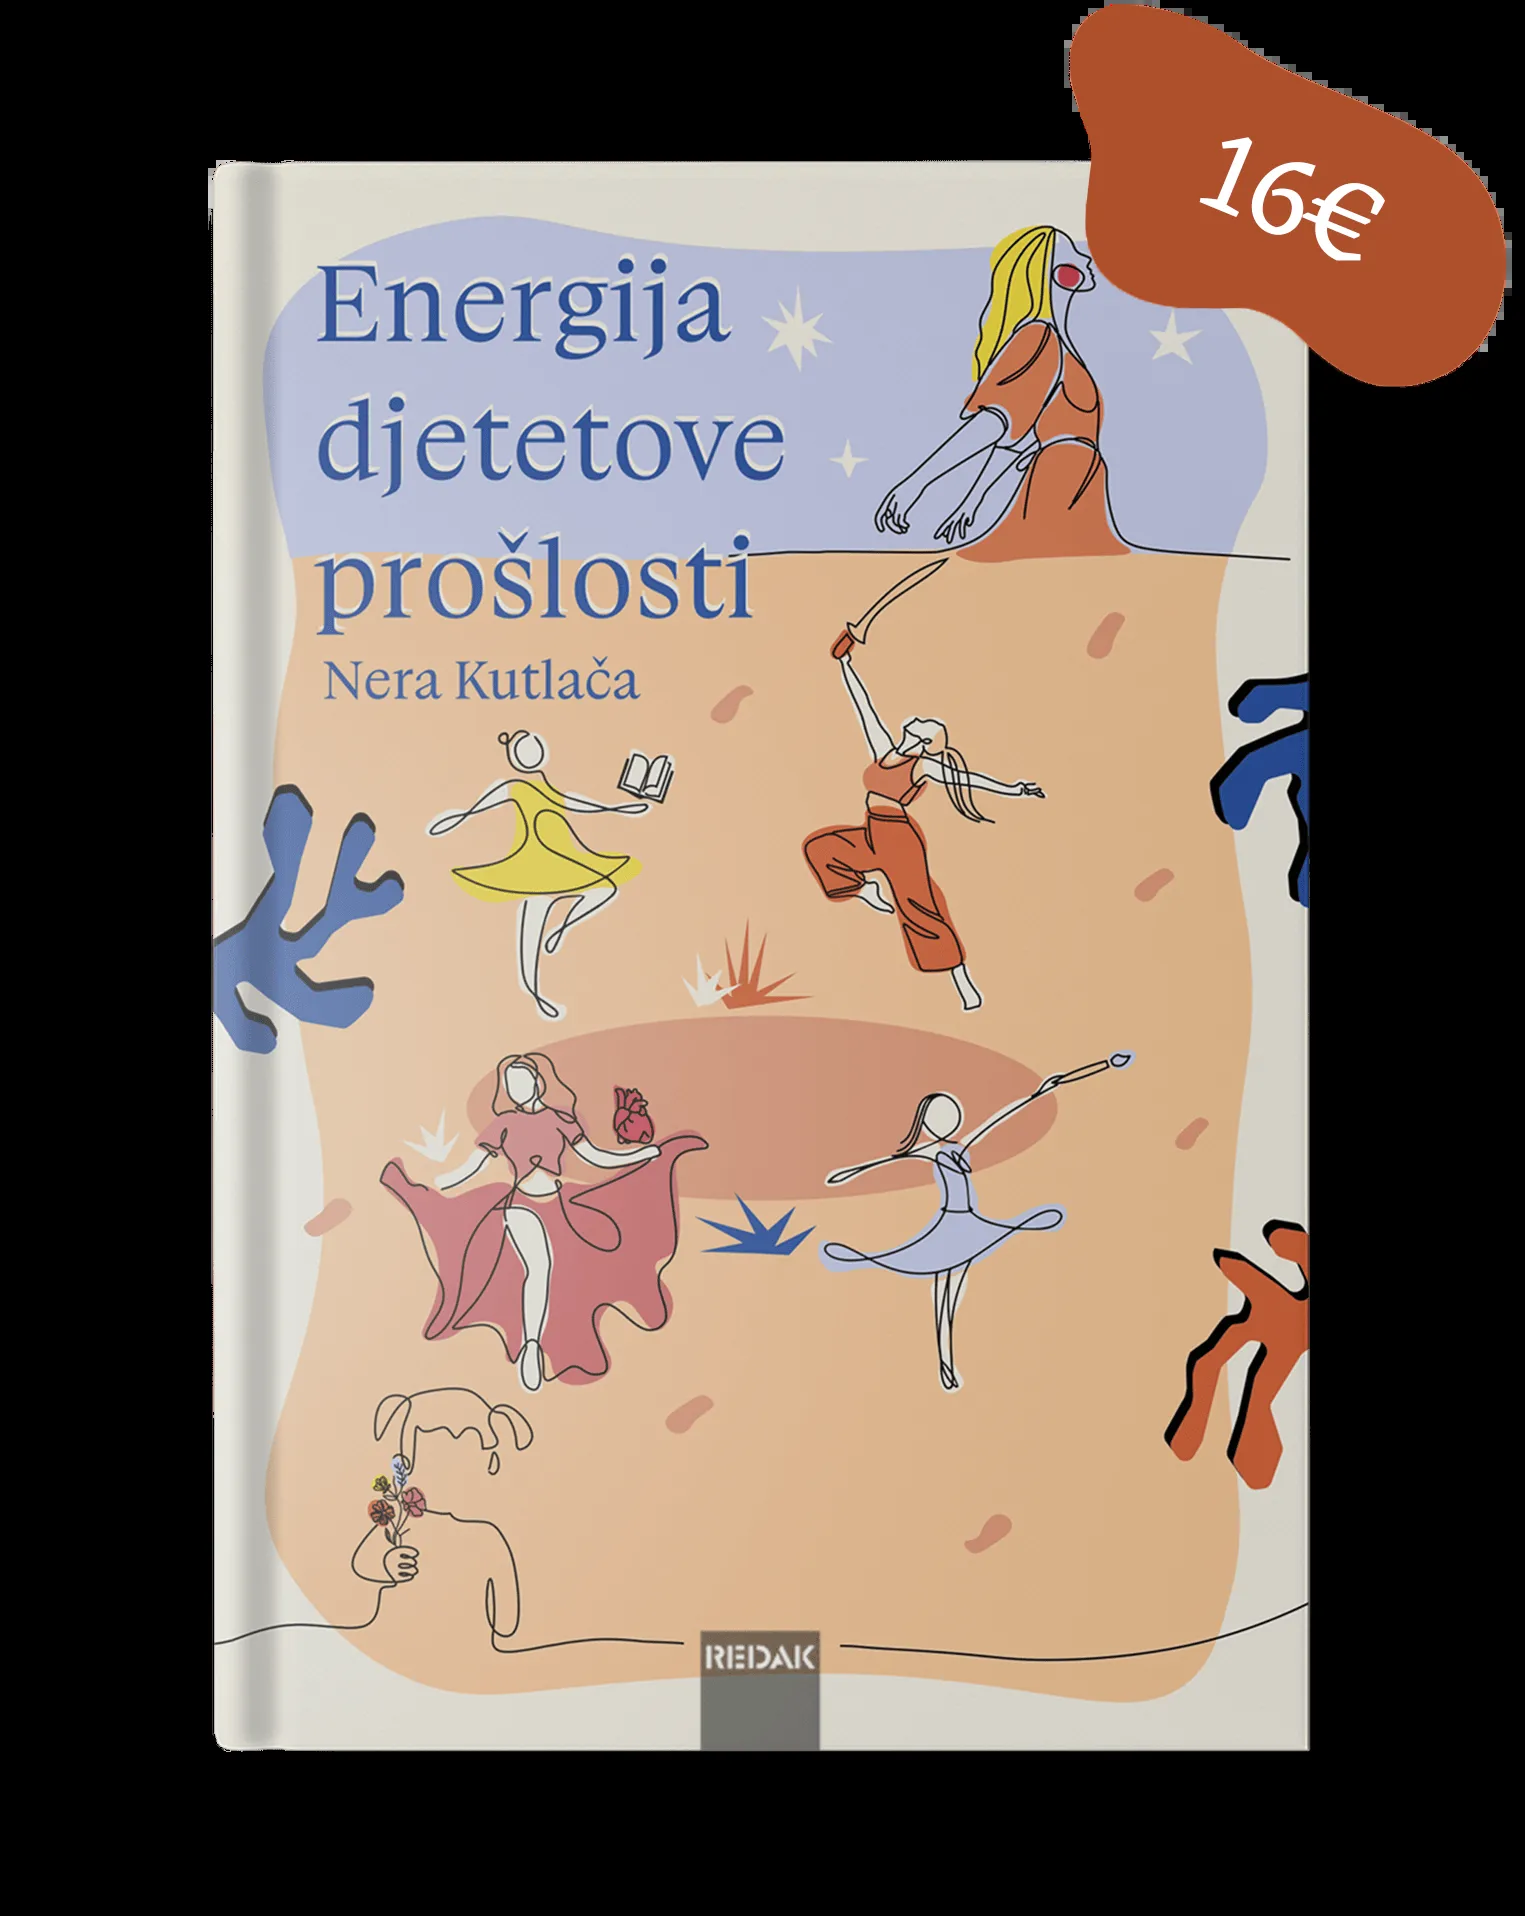 16€
Energija
djetetove
prošlosti
Nera Kutlača
REDAK